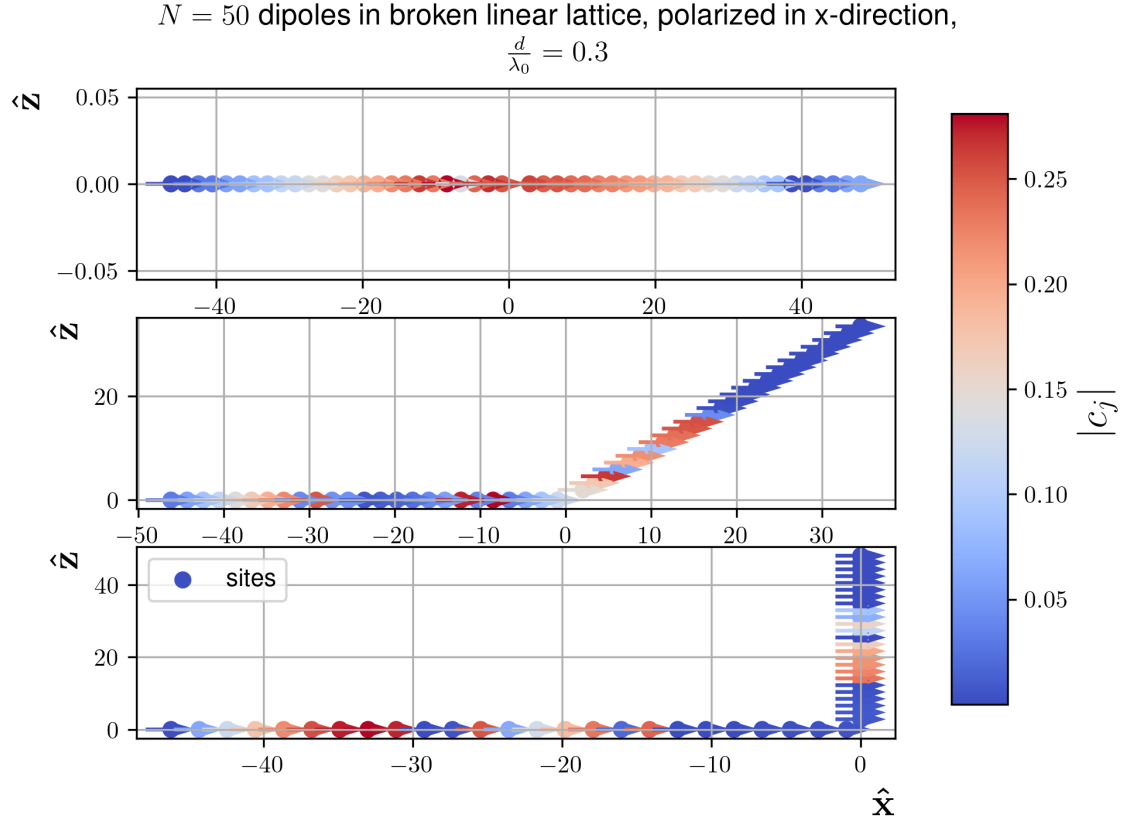 N = 50 dipoles in broken linear lattice, polarized in x-direction,
d/λ₀ = 0.3
ẑ
0.05
0.00
−0.05
−40 −20 0 20 40
ẑ
20
0
−50 −40 −30 −20 −10 0 10 20 30
ẑ
40
20
0
sites
−40 −30 −20 −10 0
x̂
0.25
0.20
0.15
0.10
0.05
|c_j|